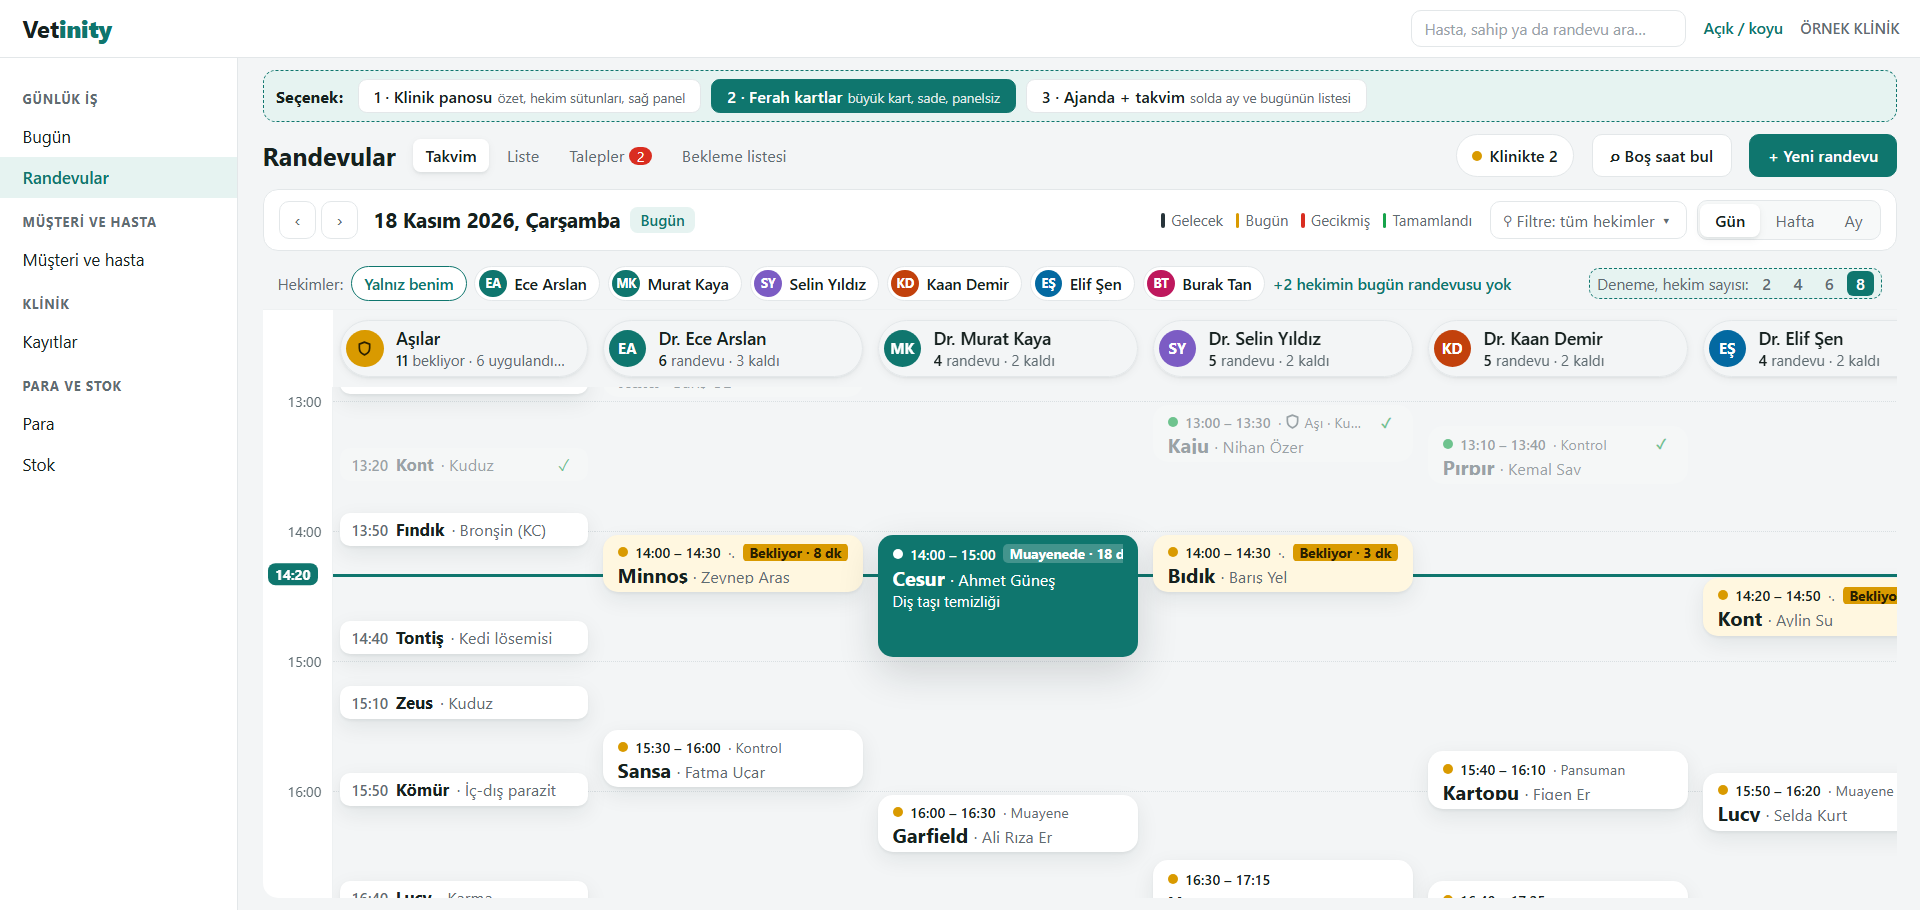 Vetinity
Hasta, sahip ya da randevu ara...
Açık / koyu
ÖRNEK KLİNİK
GÜNLÜK İŞ
Bugün
Randevular
MÜŞTERİ VE HASTA
Müşteri ve hasta
KLİNİK
Kayıtlar
PARA VE STOK
Para
Stok
Seçenek:
1 · Klinik panosu özet, hekim sütunları, sağ panel
2 · Ferah kartlar büyük kart, sade, panelsiz
3 · Ajanda + takvim solda ay ve bugünün listesi
Randevular
Takvim
Liste
Talepler 2
Bekleme listesi
Klinikte 2
Boş saat bul
+ Yeni randevu
‹
›
18 Kasım 2026, Çarşamba
Bugün
Gelecek
Bugün
Gecikmiş
Tamamlandı
Filtre: tüm hekimler
Gün
Hafta
Ay
Hekimler:
Yalnız benim
EA Ece Arslan
MK Murat Kaya
SY Selin Yıldız
KD Kaan Demir
EŞ Elif Şen
BT Burak Tan
+2 hekimin bugün randevusu yok
Deneme, hekim sayısı: 2 4 6 8
Aşılar
11 bekliyor · 6 uygulandı...
EA
Dr. Ece Arslan
6 randevu · 3 kaldı
MK
Dr. Murat Kaya
4 randevu · 2 kaldı
SY
Dr. Selin Yıldız
5 randevu · 2 kaldı
KD
Dr. Kaan Demir
5 randevu · 2 kaldı
EŞ
Dr. Elif Şen
4 randevu · 2 kaldı
13:00
13:00 – 13:30 · Aşı · Ku... ✓
Kaju · Nihan Özer
13:10 – 13:40 · Kontrol ✓
Pırpır · Kemal Sav
13:20 Kont · Kuduz ✓
13:50 Fındık · Bronşin (KC)
14:00
14:00 – 14:30 ·. Bekliyor · 8 dk
Minnoş · Zeynep Aras
14:00 – 15:00 Muayenede · 18 d
Cesur · Ahmet Güneş
Diş taşı temizliği
14:00 – 14:30 ·. Bekliyor · 3 dk
Bıdık · Barış Yel
14:20
14:20 – 14:50 ·. Bekliyo
Kont · Aylin Su
14:40 Tontiş · Kedi lösemisi
15:00
15:10 Zeus · Kuduz
15:30 – 16:00 · Kontrol
Sansa · Fatma Uçar
15:40 – 16:10 · Pansuman
Kartopu · Figen Er
15:50 – 16:20 · Muayene
Lucy · Selda Kurt
15:50 Kömür · İç-dış parazit
16:00
16:00 – 16:30 · Muayene
Garfield · Ali Rıza Er
16:30 – 17:15
16:40 Lucy · Karma